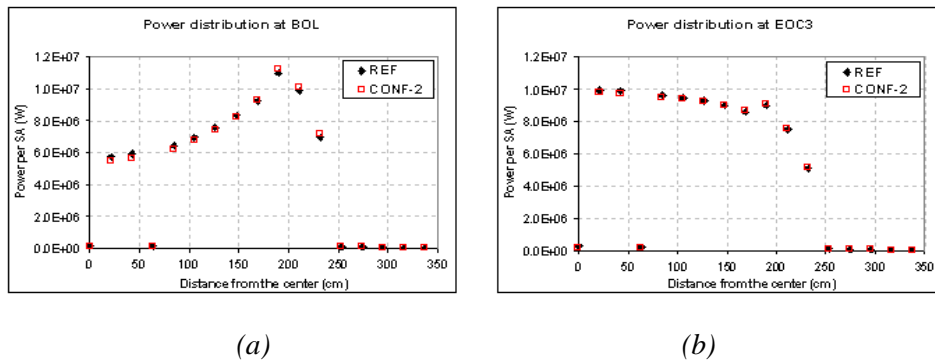 Power distribution at BOL
1.2E+07
1.0E+07
8.0E+06
6.0E+06
4.0E+06
2.0E+06
0.0E+00
Power per SA (W)
REF
CONF-2
0 50 100 150 200 250 300 350
Distance from the center (cm)
(a)
Power distribution at EOC3
1.2E+07
1.0E+07
8.0E+06
6.0E+06
4.0E+06
2.0E+06
0.0E+00
Power per SA (W)
REF
CONF-2
0 50 100 150 200 250 300 350
Distance from the center (cm)
(b)